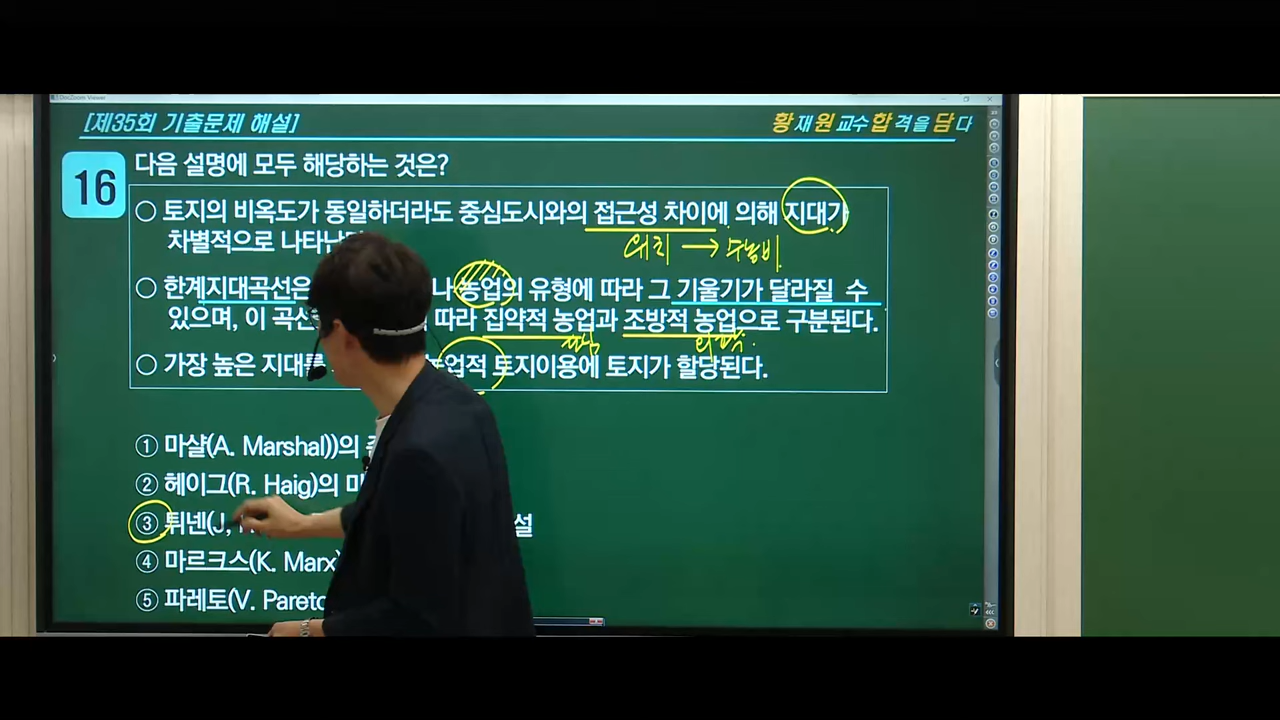 DocZoom Viewer
[제35회 기출문제 해설]
황재원 교수 합격을 담다
16
다음 설명에 모두 해당하는 것은?
○ 토지의 비옥도가 동일하더라도 중심도시와의 접근성 차이에 의해 지대가
차별적으로 나타난다
위치 → 수송비
○ 한계지대곡선은 나 농업의 유형에 따라 그 기울기가 달라질 수
있으며, 이 곡선 따라 집약적 농업과 조방적 농업으로 구분된다.
외곽
○ 가장 높은 지대를 농업적 토지이용에 토지가 할당된다.
① 마샬(A. Marshal))의
② 헤이그(R. Haig)의 마
③ 튀넨(J, 설
④ 마르크스(K. Marx)
⑤ 파레토(V. Pareto